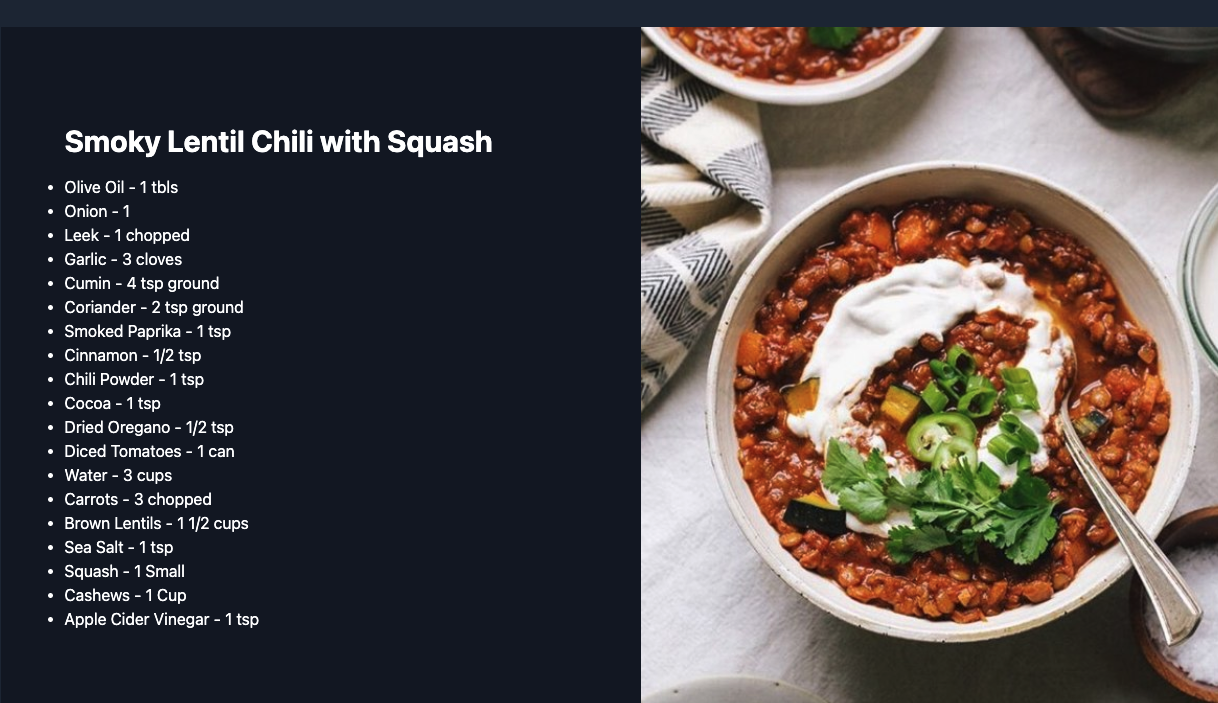 Smoky Lentil Chili with Squash
• Olive Oil - 1 tbls
• Onion - 1
• Leek - 1 chopped
• Garlic - 3 cloves
• Cumin - 4 tsp ground
• Coriander - 2 tsp ground
• Smoked Paprika - 1 tsp
• Cinnamon - 1/2 tsp
• Chili Powder - 1 tsp
• Cocoa - 1 tsp
• Dried Oregano - 1/2 tsp
• Diced Tomatoes - 1 can
• Water - 3 cups
• Carrots - 3 chopped
• Brown Lentils - 1 1/2 cups
• Sea Salt - 1 tsp
• Squash - 1 Small
• Cashews - 1 Cup
• Apple Cider Vinegar - 1 tsp